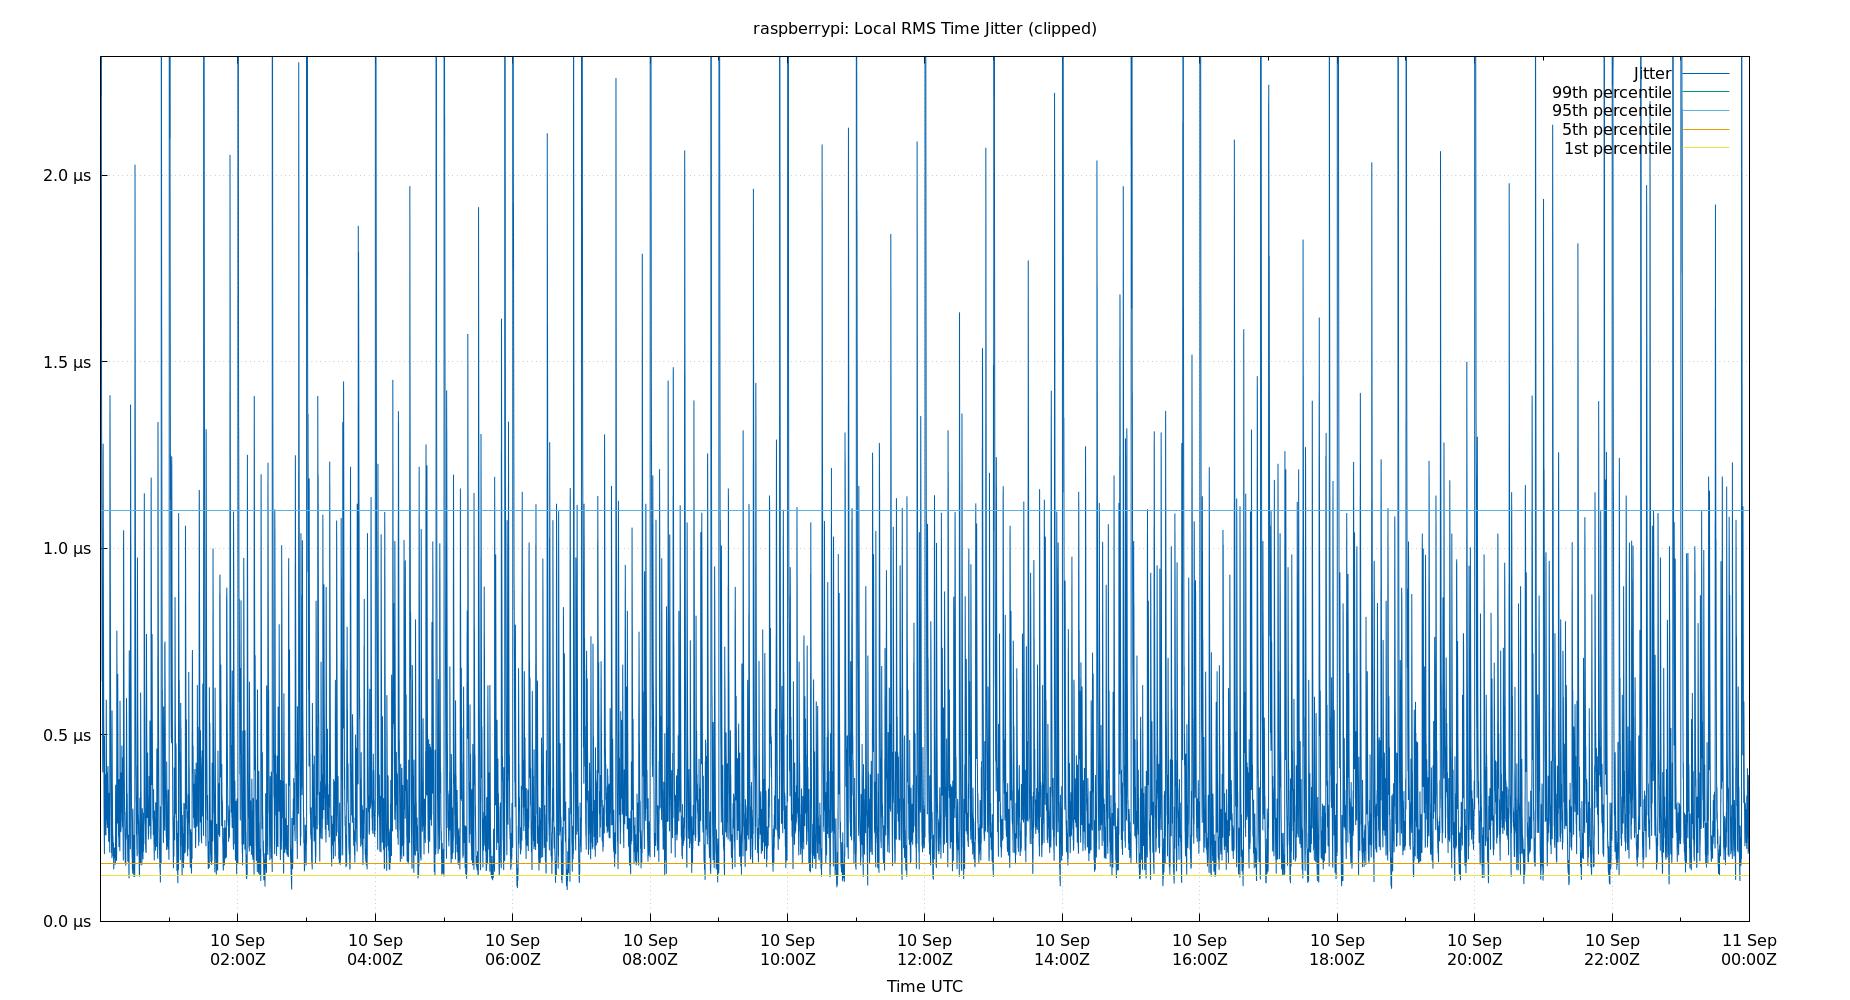 raspberrypi: Local RMS Time Jitter (clipped)
Jitter
99th percentile
95th percentile
5th percentile
1st percentile
2.0 µs
1.5 µs
1.0 µs
0.5 µs
0.0 µs
10 Sep 10 Sep 10 Sep 10 Sep 10 Sep 10 Sep 10 Sep 10 Sep 10 Sep 10 Sep 10 Sep 11 Sep
02:00Z 04:00Z 06:00Z 08:00Z 10:00Z 12:00Z 14:00Z 16:00Z 18:00Z 20:00Z 22:00Z 00:00Z
Time UTC